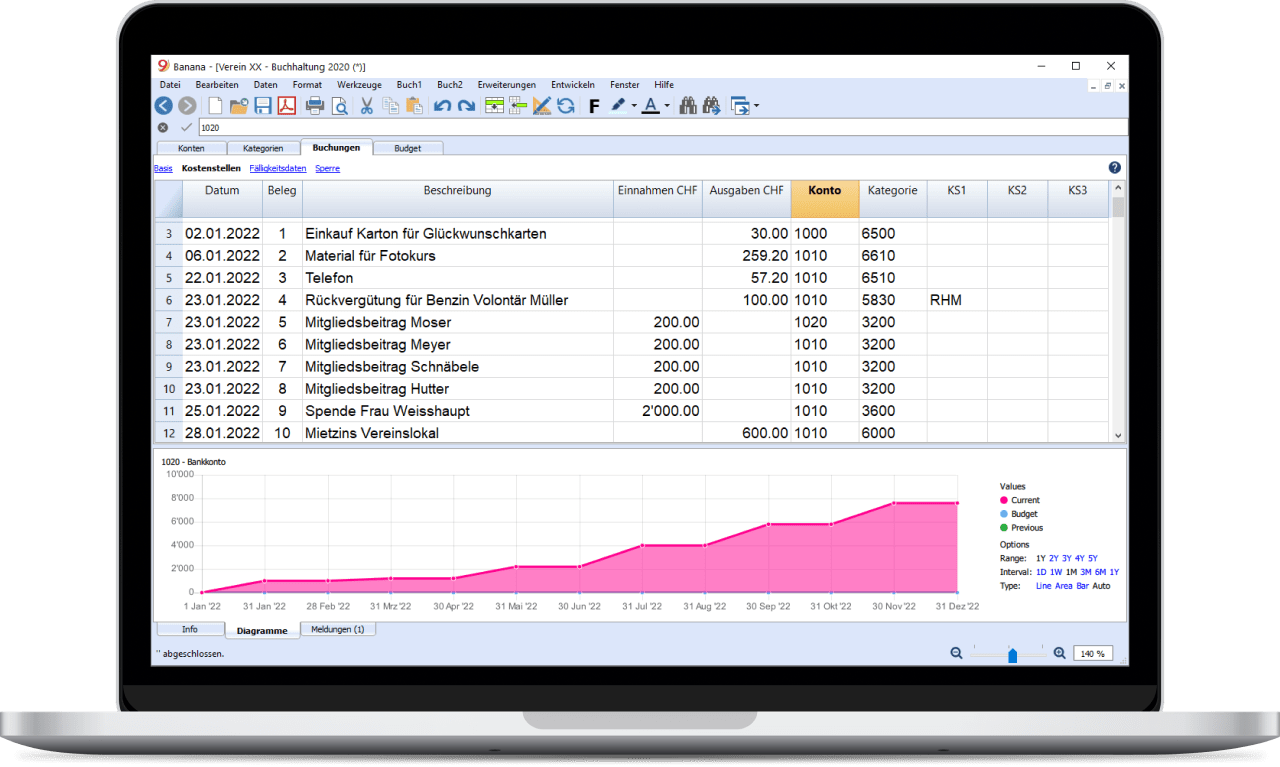 Banana - [Verein XX - Buchhaltung 2020 (*)]
Datei Bearbeiten Daten Format Werkzeuge Buch1 Buch2 Erweiterungen Entwickeln Fenster Hilfe
F A
1020
Konten Kategorien Buchungen Budget
Basis Kostenstellen Fälligkeitsdaten Sperre ?
Datum Beleg Beschreibung Einnahmen CHF Ausgaben CHF Konto Kategorie KS1 KS2 KS3
3 02.01.2022 1 Einkauf Karton für Glückwunschkarten 30.00 1000 6500
4 06.01.2022 2 Material für Fotokurs 259.20 1010 6610
5 22.01.2022 3 Telefon 57.20 1010 6510
6 23.01.2022 4 Rückvergütung für Benzin Volontär Müller 100.00 1010 5830 RHM
7 23.01.2022 5 Mitgliedsbeitrag Moser 200.00 1020 3200
8 23.01.2022 6 Mitgliedsbeitrag Meyer 200.00 1010 3200
9 23.01.2022 7 Mitgliedsbeitrag Schnäbele 200.00 1010 3200
10 23.01.2022 8 Mitgliedsbeitrag Hutter 200.00 1010 3200
11 25.01.2022 9 Spende Frau Weisshaupt 2'000.00 1010 3600
12 28.01.2022 10 Mietzins Vereinslokal 600.00 1010 6000
1020 - Bankkonto
10'000
8'000
6'000
4'000
2'000
0
1 Jan '22 31 Jan '22 28 Feb '22 31 Mrz '22 30 Apr '22 31 Mai '22 30 Jun '22 31 Jul '22 31 Aug '22 30 Sep '22 31 Okt '22 30 Nov '22 31 Dez '22
Values
Current
Budget
Previous
Options
Range: 1Y 2Y 3Y 4Y 5Y
Interval: 1D 1W 1M 3M 6M 1Y
Type: Line Area Bar Auto
Info Diagramme Meldungen (1)
'' abgeschlossen.
140 %